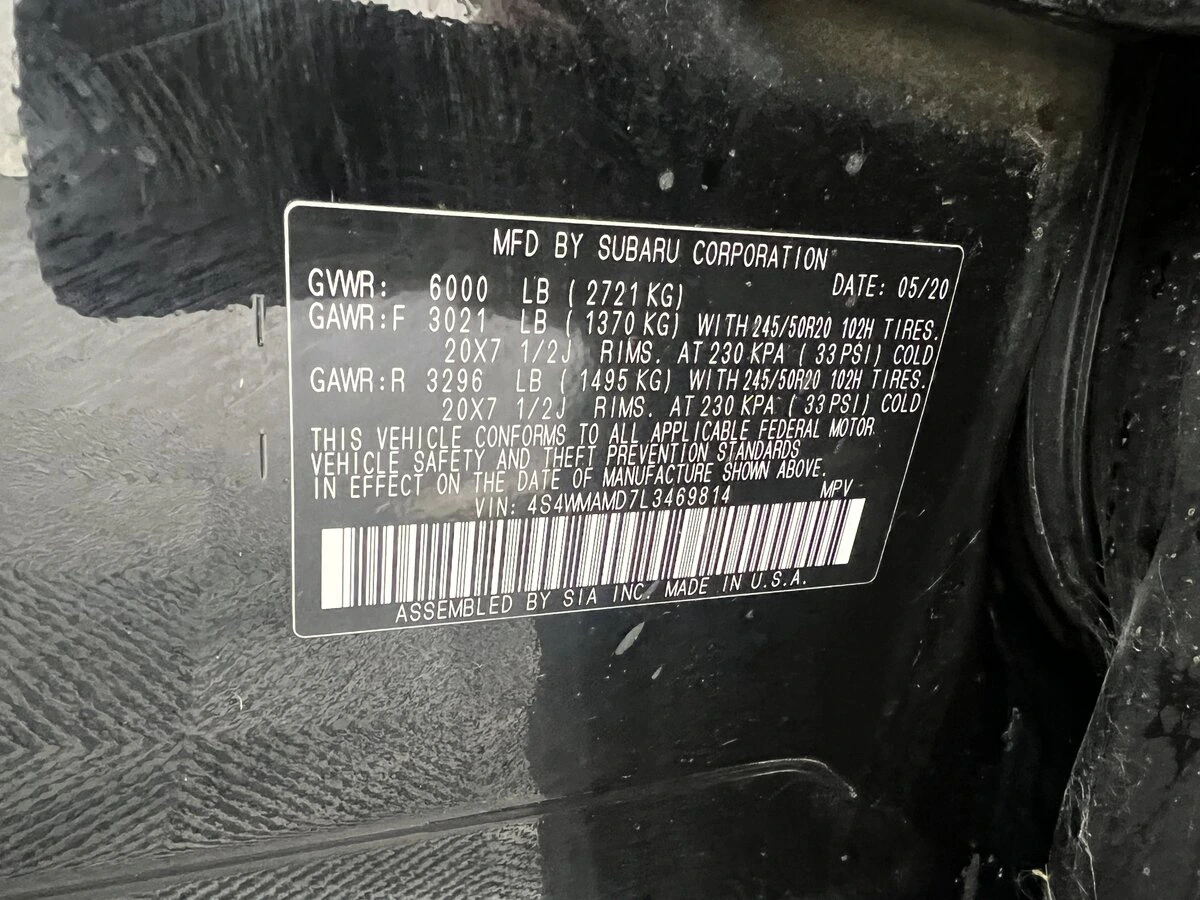 MFD BY SUBARU CORPORATION
GVWR: 6000 LB ( 2721 KG) DATE: 05/20
GAWR:F 3021 LB ( 1370 KG) WITH 245/50R20 102H TIRES.
20X7 1/2J RIMS. AT 230 KPA ( 33 PSI) COLD
GAWR:R 3296 LB ( 1495 KG) WITH 245/50R20 102H TIRES.
20X7 1/2J RIMS. AT 230 KPA ( 33 PSI) COLD
THIS VEHICLE CONFORMS TO ALL APPLICABLE FEDERAL MOTOR
VEHICLE SAFETY AND THEFT PREVENTION STANDARDS
IN EFFECT ON THE DATE OF MANUFACTURE SHOWN ABOVE.
VIN: 4S4WMAMD7L3469814 MPV
ASSEMBLED BY SIA INC. MADE IN U.S.A.